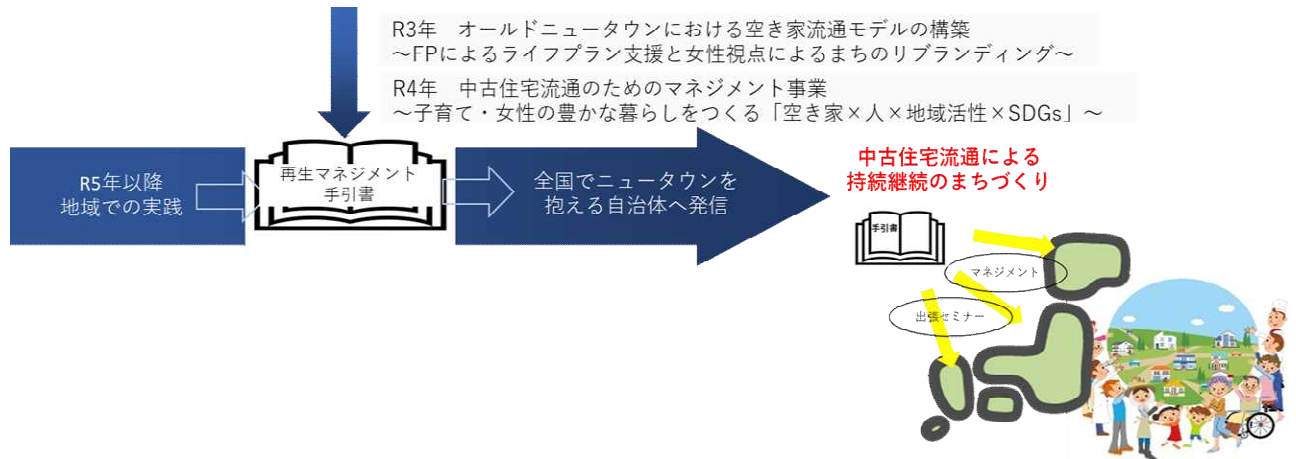 R3年　オールドニュータウンにおける空き家流通モデルの構築
～FPによるライフプラン支援と女性視点によるまちのリブランディング～
R4年　中古住宅流通のためのマネジメント事業
～子育て・女性の豊かな暮らしをつくる「空き家×人×地域活性×SDGs」～
R5年以降
地域での実践
再生マネジメント
手引書
全国でニュータウンを
抱える自治体へ発信
中古住宅流通による
持続継続のまちづくり
手引書
マネジメント
出張セミナー